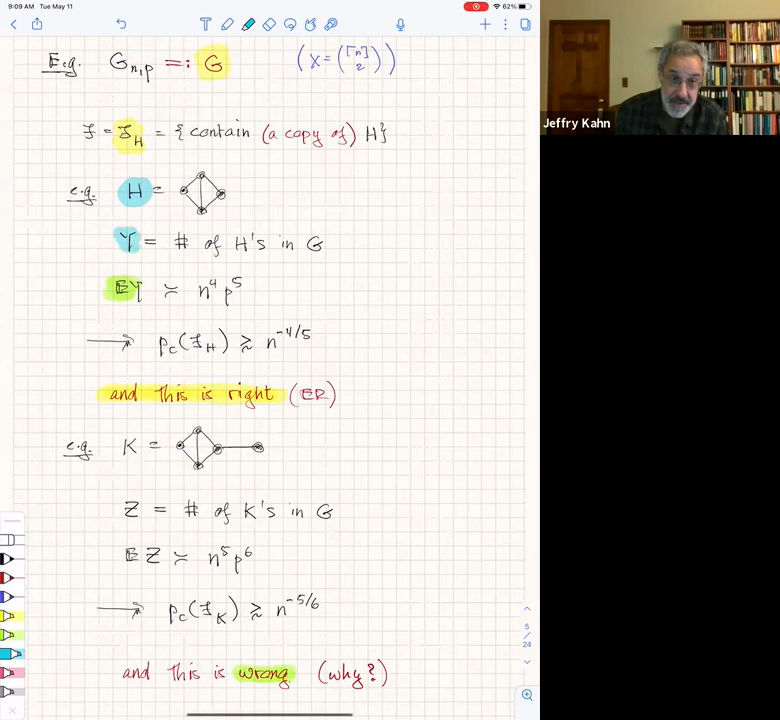 9:09 AM Tue May 11
62%
E.g. G_{n,p} =: G (X = ([n] 2))
Jeffry Kahn
ℱ = ℱ_H = {contain (a copy of) H}
e.g. H =
Y = # of H's in G
𝔼Y ≍ n^4 p^5
→ p_c(ℱ_H) ≳ n^{-4/5}
and this is right (ER)
e.g. K =
Z = # of K's in G
𝔼Z ≍ n^5 p^6
→ p_c(ℱ_K) ≳ n^{-5/6}
5
/
24
and this is wrong (why?)